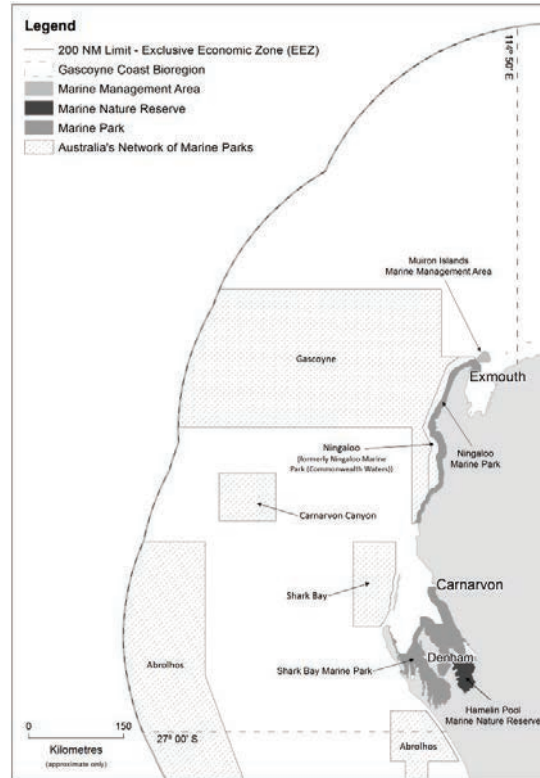 Legend
200 NM Limit - Exclusive Economic Zone (EEZ)
Gascoyne Coast Bioregion
Marine Management Area
Marine Nature Reserve
Marine Park
Australia's Network of Marine Parks
114° 50' E
Muiron Islands
Marine Management Area
Gascoyne
Exmouth
Ningaloo
(formerly Ningaloo Marine
Park (Commonwealth Waters))
Ningaloo
Marine Park
Carnarvon Canyon
Carnarvon
Shark Bay
Abrolhos
Shark Bay Marine Park
Denham
Hamelin Pool
Marine Nature Reserve
0 150
Kilometres
(approximate only)
27° 00' S
Abrolhos